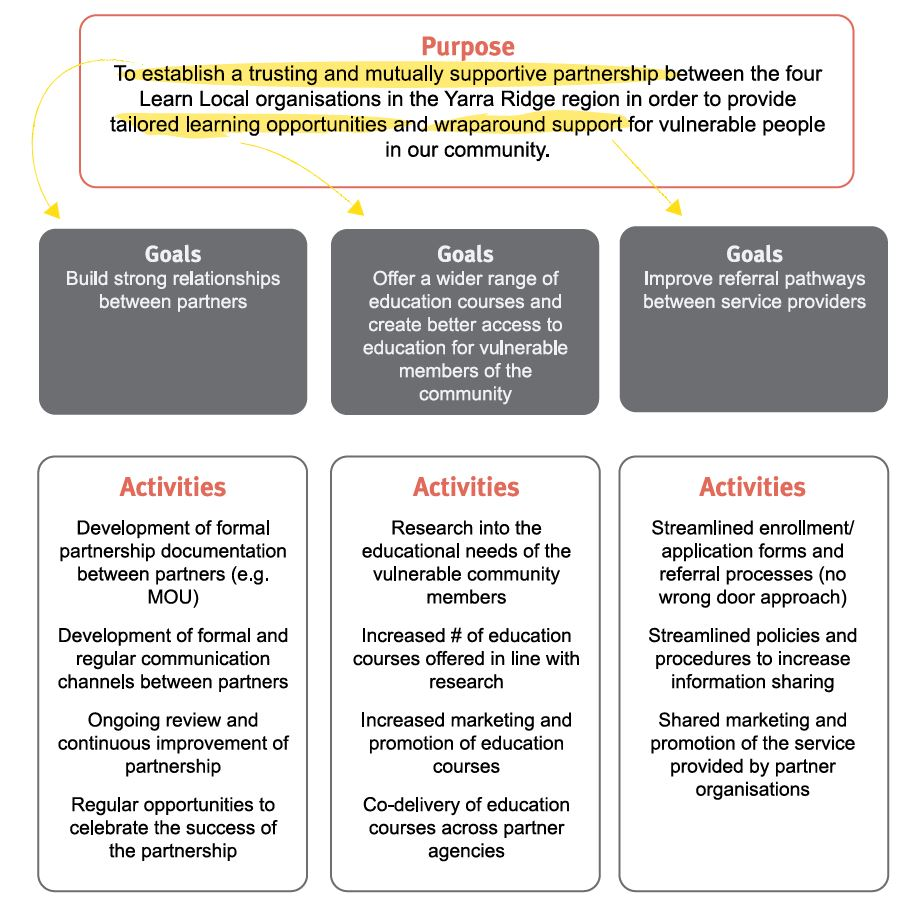 Purpose
To establish a trusting and mutually supportive partnership between the four
Learn Local organisations in the Yarra Ridge region in order to provide
tailored learning opportunities and wraparound support for vulnerable people
in our community.
Goals
Build strong relationships
between partners
Goals
Offer a wider range of
education courses and
create better access to
education for vulnerable
members of the
community
Goals
Improve referral pathways
between service providers
Activities
Development of formal
partnership documentation
between partners (e.g.
MOU)
Development of formal and
regular communication
channels between partners
Ongoing review and
continuous improvement of
partnership
Regular opportunities to
celebrate the success of
the partnership
Activities
Research into the
educational needs of the
vulnerable community
members
Increased # of education
courses offered in line with
research
Increased marketing and
promotion of education
courses
Co-delivery of education
courses across partner
agencies
Activities
Streamlined enrollment/
application forms and
referral processes (no
wrong door approach)
Streamlined policies and
procedures to increase
information sharing
Shared marketing and
promotion of the service
provided by partner
organisations